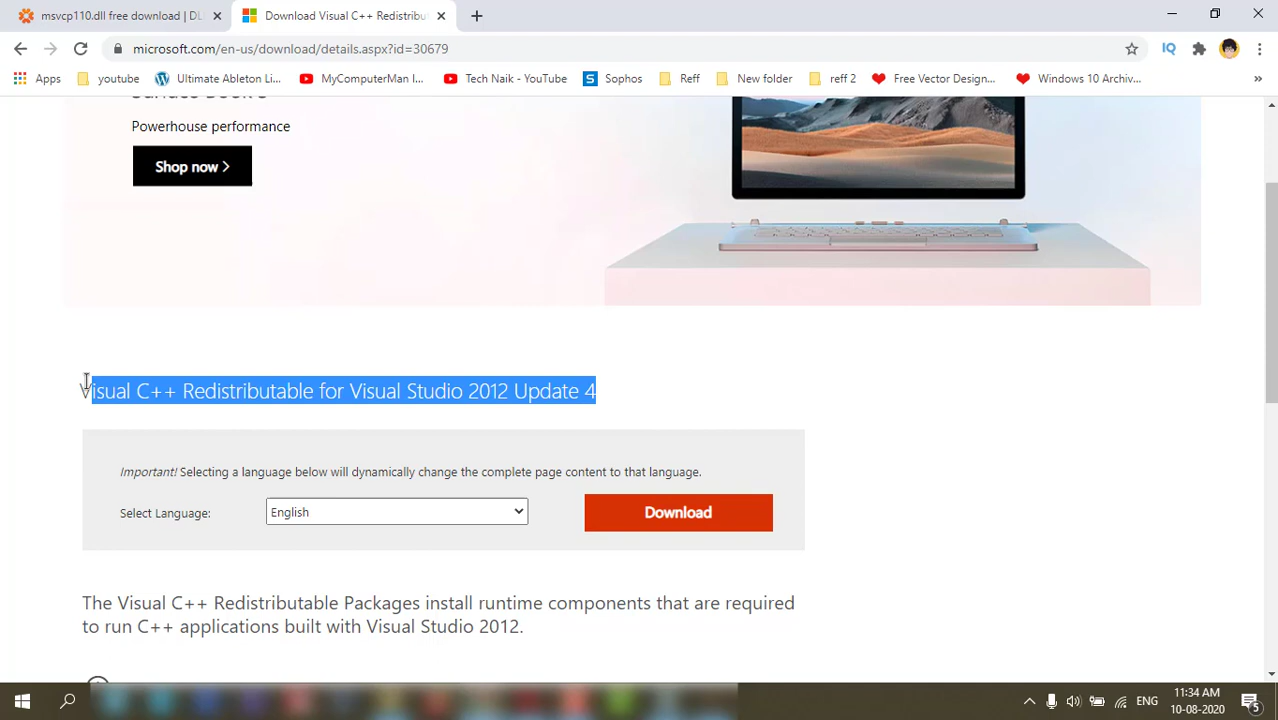 msvcp110.dll free download | DL
Download Visual C++ Redistribu
microsoft.com/en-us/download/details.aspx?id=30679
Apps
youtube
Ultimate Ableton Li...
MyComputerMan I...
Tech Naik - YouTube
Sophos
Reff
New folder
reff 2
Free Vector Design...
Windows 10 Archiv...
Powerhouse performance
Shop now
Visual C++ Redistributable for Visual Studio 2012 Update 4
Important! Selecting a language below will dynamically change the complete page content to that language.
Select Language:
English
Download
The Visual C++ Redistributable Packages install runtime components that are required
to run C++ applications built with Visual Studio 2012.
ENG
11:34 AM
10-08-2020
5